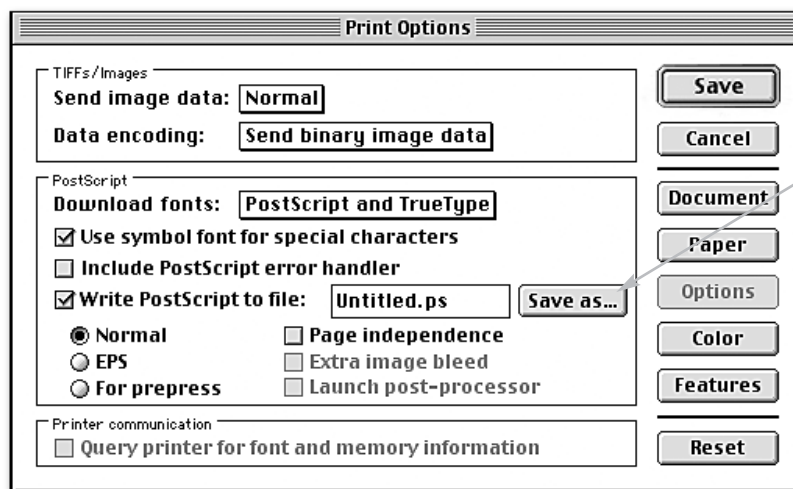 Print Options
TIFFs/Images
Send image data: Normal
Data encoding: Send binary image data
PostScript
Download fonts: PostScript and TrueType
Use symbol font for special characters
Include PostScript error handler
Write PostScript to file: Untitled.ps Save as...
Normal Page independence
EPS Extra image bleed
For prepress Launch post-processor
Printer communication
Query printer for font and memory information
Save
Cancel
Document
Paper
Options
Color
Features
Reset